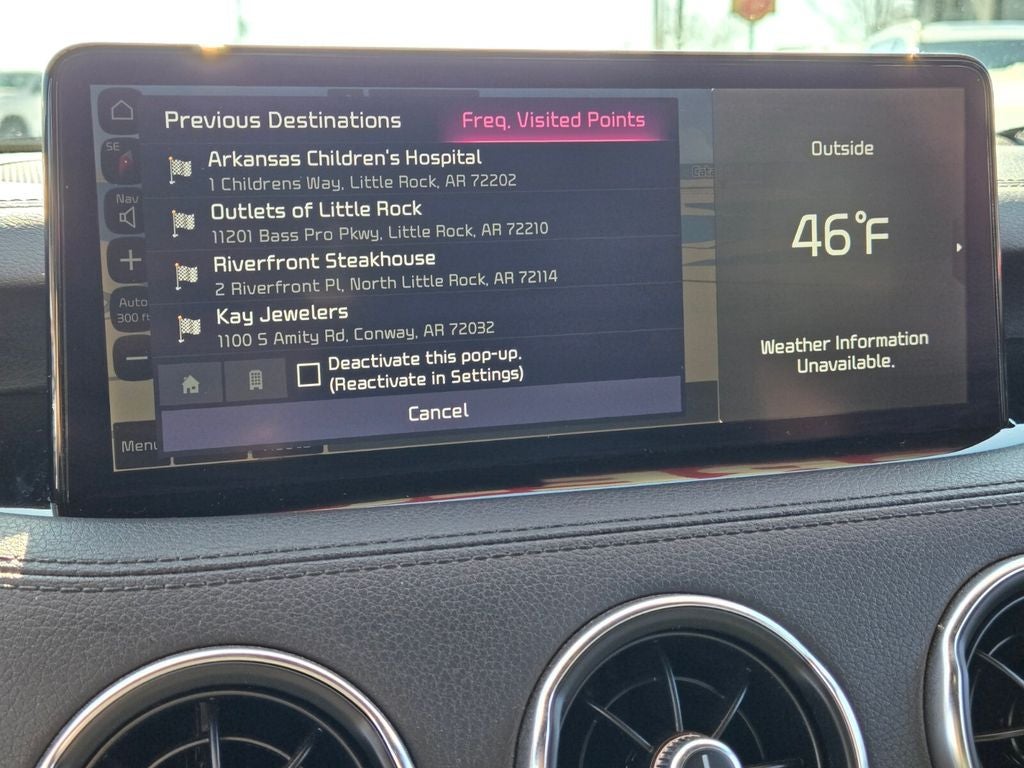 Previous Destinations
Freq. Visited Points
Arkansas Children's Hospital
1 Childrens Way, Little Rock, AR 72202
Outlets of Little Rock
11201 Bass Pro Pkwy, Little Rock, AR 72210
Riverfront Steakhouse
2 Riverfront Pl, North Little Rock, AR 72114
Kay Jewelers
1100 S Amity Rd, Conway, AR 72032
Deactivate this pop-up.
(Reactivate in Settings)
Cancel
SE
Nav
+
Auto
300 ft
−
Menu
Outside
46°F
Weather Information
Unavailable.